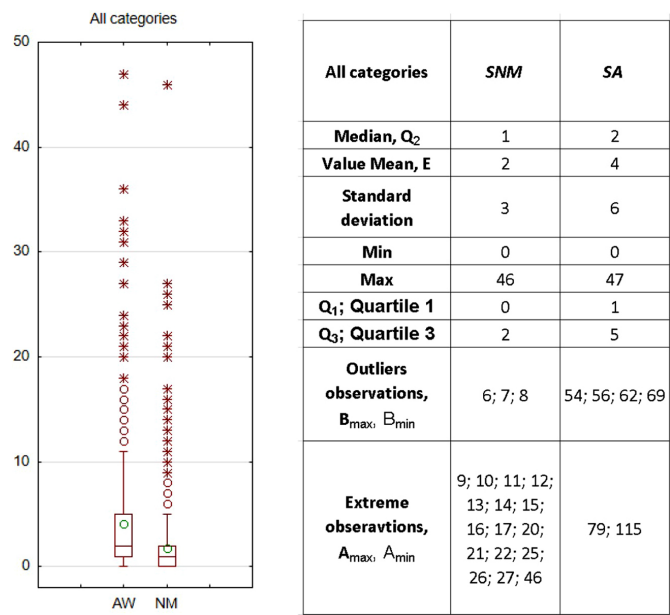 All categories
50
40
30
20
10
0
AW NM
All categories SNM SA
Median, Q₂ 1 2
Value Mean, E 2 4
Standard
deviation 3 6
Min 0 0
Max 46 47
Q₁; Quartile 1 0 1
Q₃; Quartile 3 2 5
Outliers
observations,
Bmax, Bmin
6; 7; 8
54; 56; 62; 69
Extreme
obseravtions,
Amax, Amin
9; 10; 11; 12;
13; 14; 15;
16; 17; 20;
21; 22; 25;
26; 27; 46
79; 115